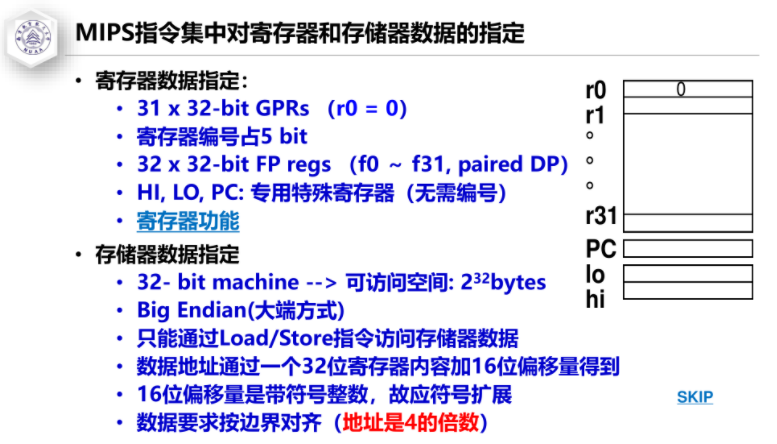 MIPS指令集中对寄存器和存储器数据的指定
• 寄存器数据指定：
• 31 x 32-bit GPRs （r0 = 0）
• 寄存器编号占5 bit
• 32 x 32-bit FP regs （f0 ~ f31, paired DP）
• HI, LO, PC: 专用特殊寄存器（无需编号）
• 寄存器功能
• 存储器数据指定
• 32- bit machine --> 可访问空间: 2³²bytes
• Big Endian(大端方式)
• 只能通过Load/Store指令访问存储器数据
• 数据地址通过一个32位寄存器内容加16位偏移量得到
• 16位偏移量是带符号整数，故应符号扩展
• 数据要求按边界对齐（地址是4的倍数）
r0 0
r1
°
°
°
r31
PC
lo
hi
SKIP